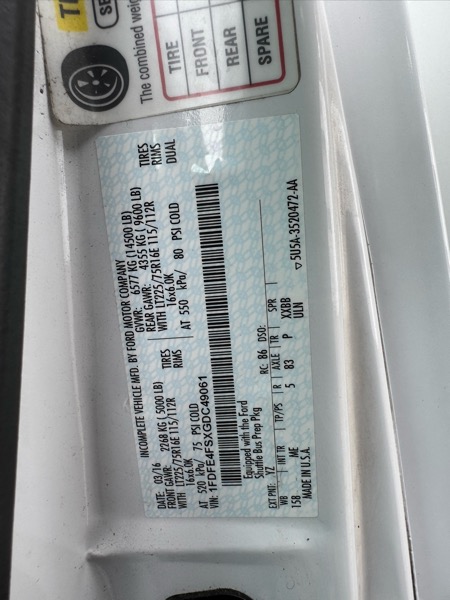 TI
SE
The combined weig
TIRE
FRONT
REAR
SPARE
INCOMPLETE VEHICLE MFD. BY FORD MOTOR COMPANY
DATE: 03/16 GVWR: 6577 KG (14500 LB)
FRONT GAWR: 2268 KG (5000 LB) REAR GAWR: 4355 KG (9600 LB)
WITH LT225/75R16E 115/112R TIRES WITH LT225/75R16E 115/112R TIRES
16x6.0K RIMS 16x6.0K RIMS
AT 520 kPa/ 75 PSI COLD AT 550 kPa/ 80 PSI COLD DUAL
VIN: 1FDFE4FSXGDC49061
Equipped with the Ford
Shuttle Bus Prep Pkg
EXT PNT: YZ RC: 86 DSO:
WB INT TR TP/PS R AXLE TR SPR
158 ME 5 83 P XXBB
MADE IN U.S.A. ULN
▽5U5A-3520472-AA